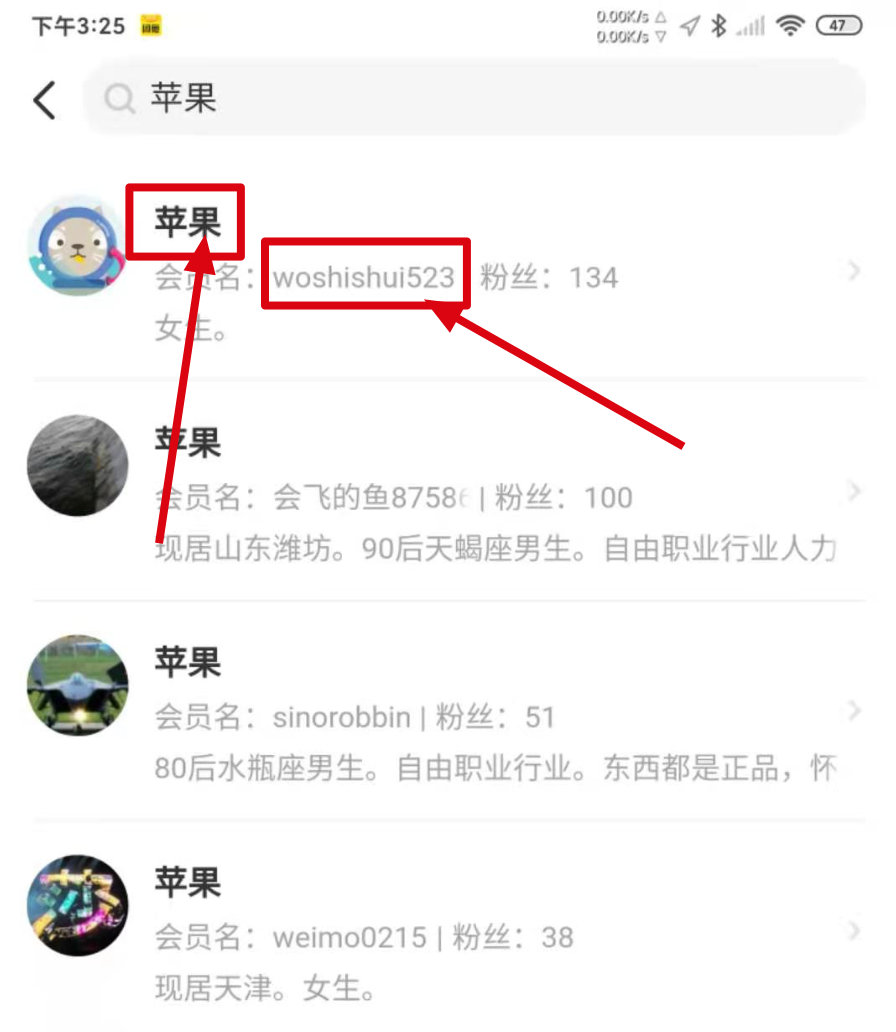 下午3:25 闲鱼 0.00K/s △
0.00K/s ▽ 47
苹果
苹果
会员名：woshishui523 粉丝：134
女生。
苹果
会员名：会飞的鱼8758 | 粉丝：100
现居山东潍坊。90后天蝎座男生。自由职业行业人力
苹果
会员名：sinorobbin | 粉丝：51
80后水瓶座男生。自由职业行业。东西都是正品，怀
苹果
会员名：weimo0215 | 粉丝：38
现居天津。女生。